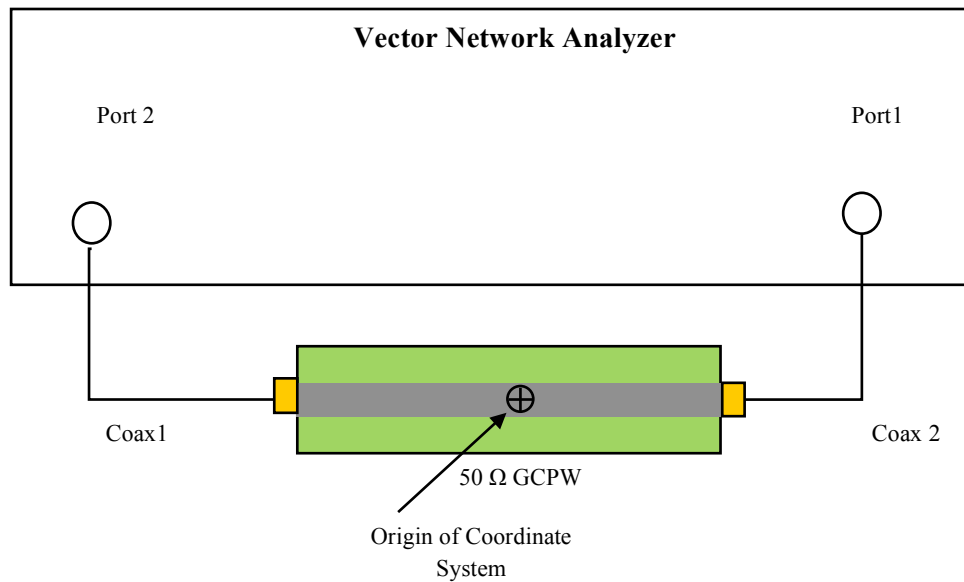 Vector Network Analyzer
Port 2
Port1
Coax1
Coax 2
50 Ω GCPW
Origin of Coordinate
System